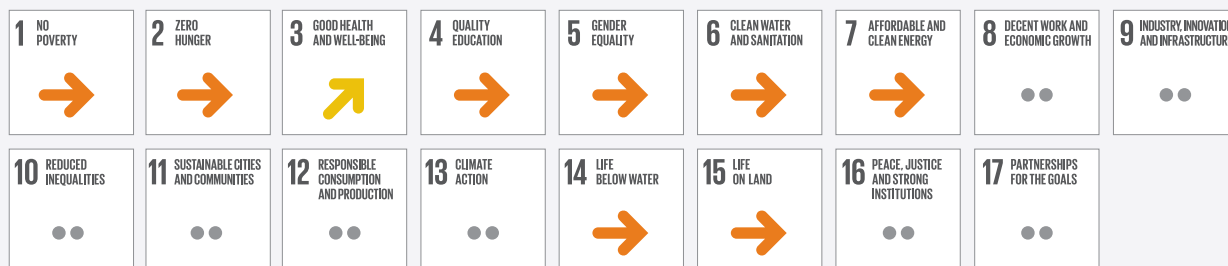 1 NO
POVERTY
2 ZERO
HUNGER
3 GOOD HEALTH
AND WELL-BEING
4 QUALITY
EDUCATION
5 GENDER
EQUALITY
6 CLEAN WATER
AND SANITATION
7 AFFORDABLE AND
CLEAN ENERGY
8 DECENT WORK AND
ECONOMIC GROWTH
9 INDUSTRY, INNOVATION
AND INFRASTRUCTURE
10 REDUCED
INEQUALITIES
11 SUSTAINABLE CITIES
AND COMMUNITIES
12 RESPONSIBLE
CONSUMPTION
AND PRODUCTION
13 CLIMATE
ACTION
14 LIFE
BELOW WATER
15 LIFE
ON LAND
16 PEACE, JUSTICE
AND STRONG
INSTITUTIONS
17 PARTNERSHIPS
FOR THE GOALS